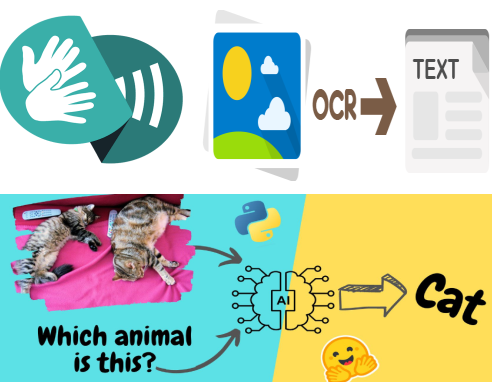 OCR
TEXT
AI
Cat
Which animal
is this?